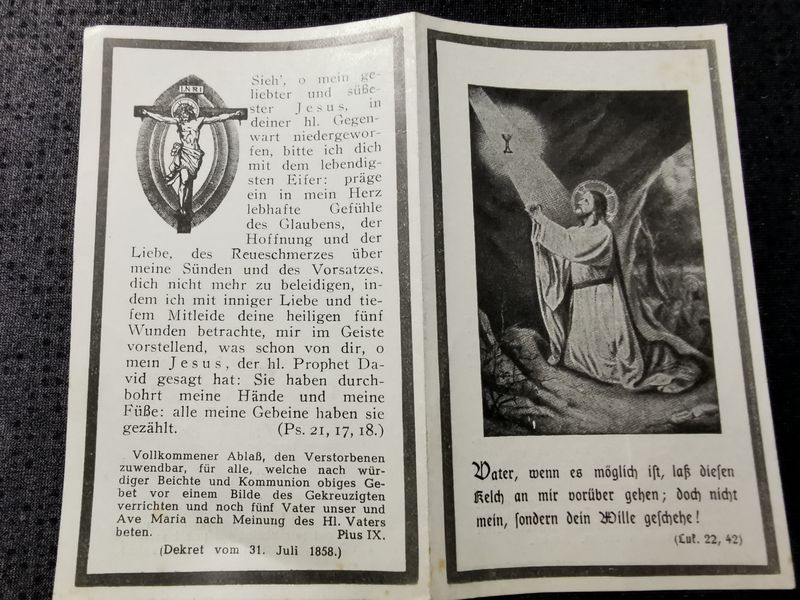 I.N.R.I
Sieh', o mein ge-
liebter und süße-
ster Jesus, in
deiner hl. Gegen-
wart niedergewor-
fen, bitte ich dich
mit dem lebendig-
sten Eifer: präge
ein in mein Herz
lebhafte Gefühle
des Glaubens, der
Hoffnung und der
Liebe, des Reueschmerzes über
meine Sünden und des Vorsatzes,
dich nicht mehr zu beleidigen, in-
dem ich mit inniger Liebe und tie-
fem Mitleide deine heiligen fünf
Wunden betrachte, mir im Geiste
vorstellend, was schon von dir, o
mein Jesus, der hl. Prophet Da-
vid gesagt hat: Sie haben durch-
bohrt meine Hände und meine
Füße: alle meine Gebeine haben sie
gezählt. (Ps. 21, 17, 18.)
Vollkommener Ablaß, den Verstorbenen
zuwendbar, für alle, welche nach wür-
diger Beichte und Kommunion obiges Ge-
bet vor einem Bilde des Gekreuzigten
verrichten und noch fünf Vater unser und
Ave Maria nach Meinung des Hl. Vaters
beten. Pius IX.
(Dekret vom 31. Juli 1858.)
Vater, wenn es möglich ist, laß diesen
Kelch an mir vorüber gehen; doch nicht
mein, sondern dein Wille geschehe!
(Luk. 22, 42)